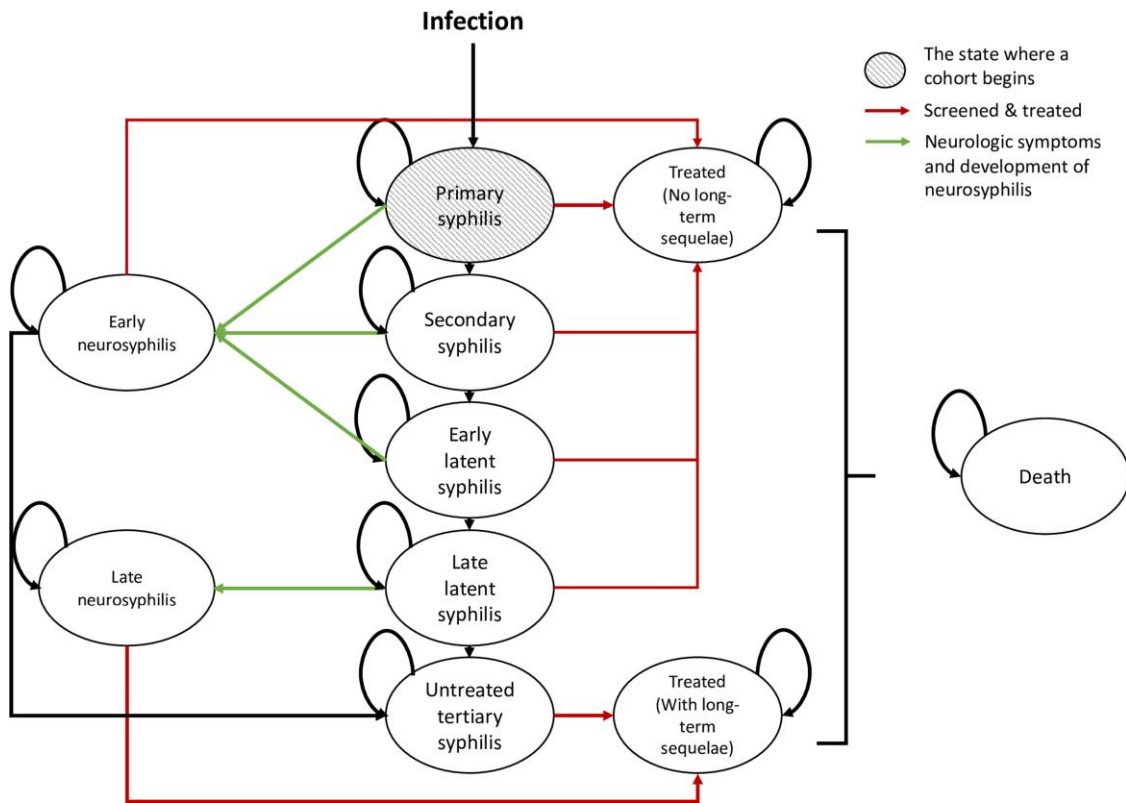 Infection
The state where a
cohort begins
Screened & treated
Neurologic symptoms
and development of
neurosyphilis
Primary
syphilis
Treated
(No long-
term
sequelae)
Early
neurosyphilis
Secondary
syphilis
Early
latent
syphilis
Death
Late
neurosyphilis
Late
latent
syphilis
Untreated
tertiary
syphilis
Treated
(With long-
term
sequelae)